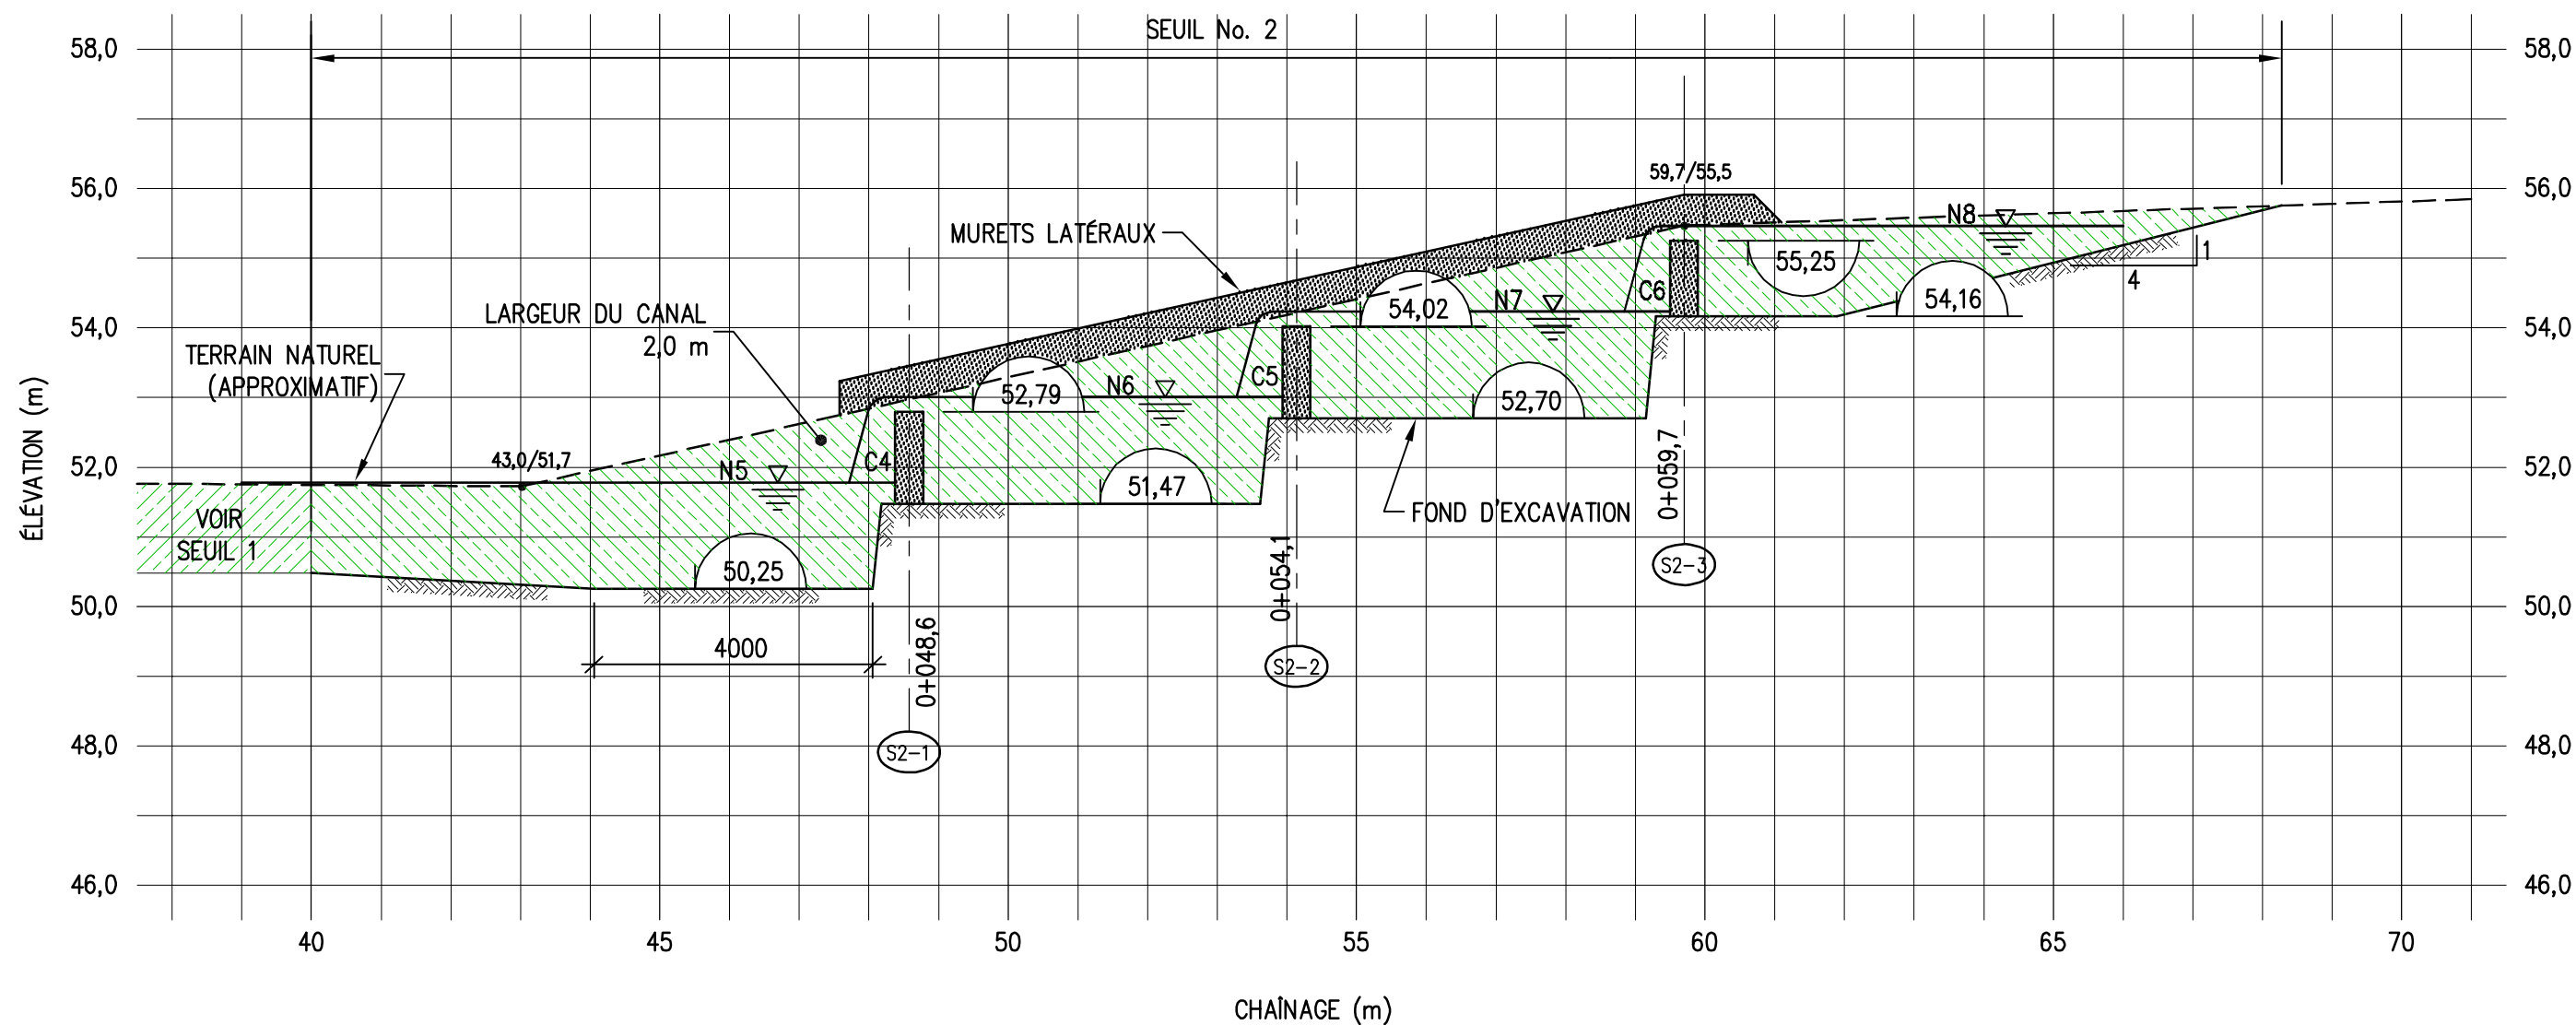 SEUIL No. 2
58,0
58,0
56,0
59,7/55,5
56,0
N8
MURETS LATÉRAUX
1
55,25
4
LARGEUR DU CANAL
2,0 m
54,02
N7
C6
54,16
54,0
54,0
TERRAIN NATUREL
(APPROXIMATIF)
52,79
N6
C5
52,70
ÉLÉVATION (m)
52,0
43,0/51,7
N5
C4
52,0
51,47
0+059,7
VOIR
SEUIL 1
FOND D'EXCAVATION
50,25
S2-3
50,0
0+054,1
50,0
4000
0+048,6
S2-2
48,0
S2-1
48,0
46,0
46,0
40
45
50
55
60
65
70
CHAÎNAGE (m)